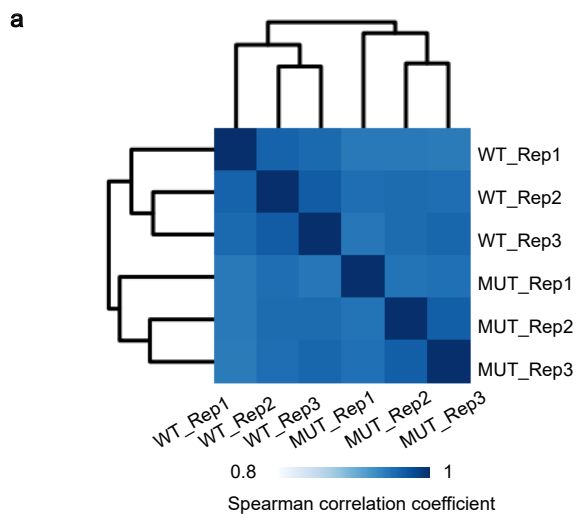 a
WT_Rep1
WT_Rep2
WT_Rep3
MUT_Rep1
MUT_Rep2
MUT_Rep3
WT_Rep1
WT_Rep2
WT_Rep3
MUT_Rep1
MUT_Rep2
MUT_Rep3
0.8 1
Spearman correlation coefficient